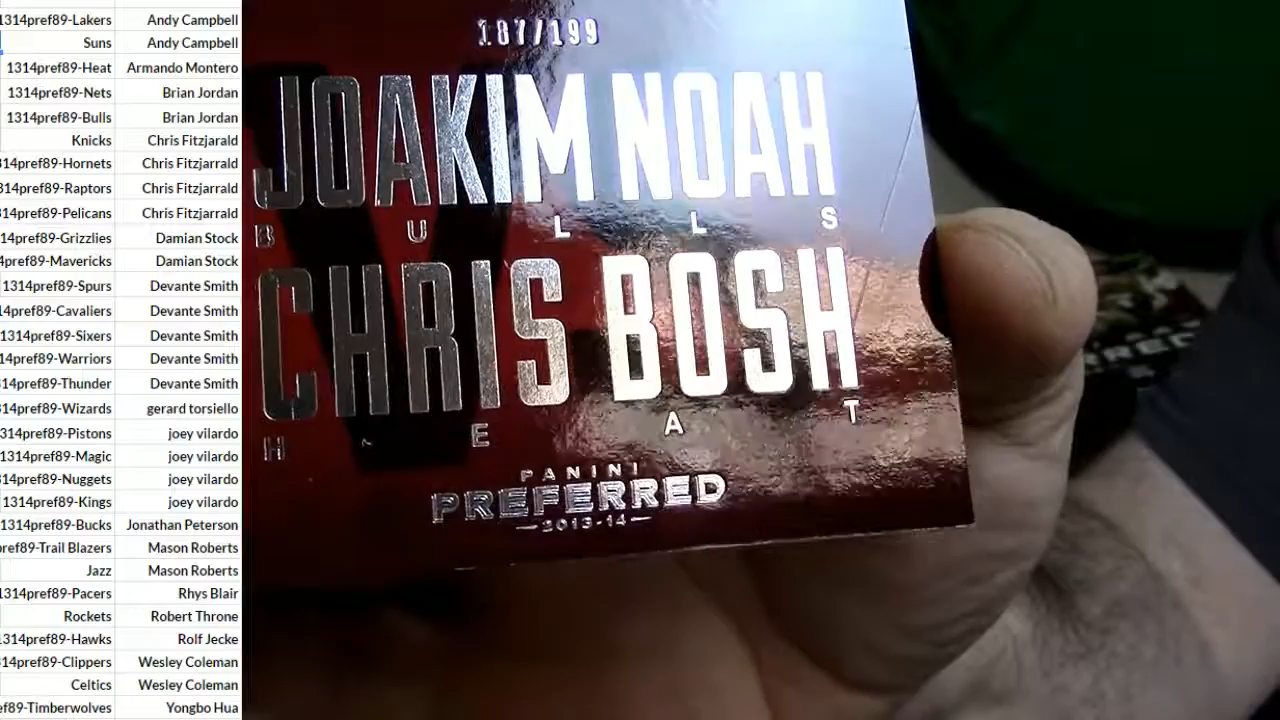 1314pref89-Lakers Andy Campbell
Suns Andy Campbell
1314pref89-Heat Armando Montero
1314pref89-Nets Brian Jordan
1314pref89-Bulls Brian Jordan
Knicks Chris Fitzjarald
314pref89-Hornets Chris Fitzjarrald
314pref89-Raptors Chris Fitzjarrald
314pref89-Pelicans Chris Fitzjarrald
14pref89-Grizzlies Damian Stock
4pref89-Mavericks Damian Stock
1314pref89-Spurs Devante Smith
314pref89-Cavaliers Devante Smith
1314pref89-Sixers Devante Smith
14pref89-Warriors Devante Smith
314pref89-Thunder Devante Smith
314pref89-Wizards gerard torsiello
1314pref89-Pistons joey vilardo
1314pref89-Magic joey vilardo
314pref89-Nuggets joey vilardo
1314pref89-Kings joey vilardo
1314pref89-Bucks Jonathan Peterson
pref89-Trail Blazers Mason Roberts
Jazz Mason Roberts
1314pref89-Pacers Rhys Blair
Rockets Robert Throne
1314pref89-Hawks Rolf Jecke
314pref89-Clippers Wesley Coleman
Celtics Wesley Coleman
ef89-Timberwolves Yongbo Hua
187/199
JOAKIM NOAH
BULLS
CHRIS BOSH
HEAT
PANINI
PREFERRED
2013-14